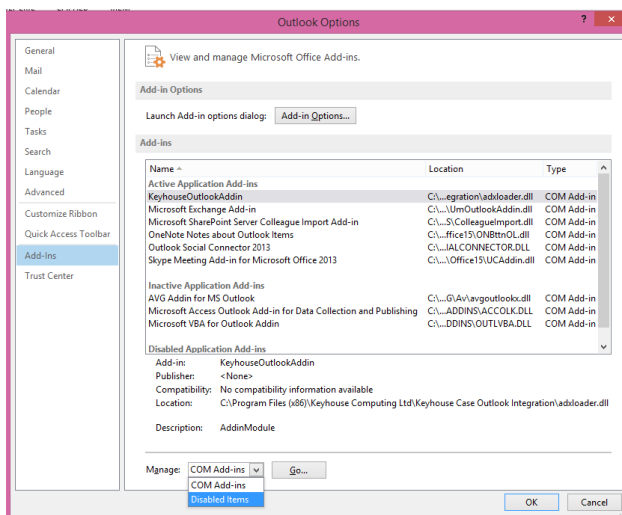 Outlook Options
? ×
General
Mail
Calendar
People
Tasks
Search
Language
Advanced
Customize Ribbon
Quick Access Toolbar
Add-Ins
Trust Center
View and manage Microsoft Office Add-ins.
Add-in Options
Launch Add-in options dialog: Add-in Options...
Add-ins
Name Location Type
Active Application Add-ins
KeyhouseOutlookAddin C:\...egration\adxloader.dll COM Add-in
Microsoft Exchange Add-in C:\...\UmOutlookAddin.dll COM Add-in
Microsoft SharePoint Server Colleague Import Add-in C:\...S\ColleagueImport.dll COM Add-in
OneNote Notes about Outlook Items C:\...ffice15\ONBttnOL.dll COM Add-in
Outlook Social Connector 2013 C:\...IALCONNECTOR.DLL COM Add-in
Skype Meeting Add-in for Microsoft Office 2013 C:\...\Office15\UCAddin.dll COM Add-in
Inactive Application Add-ins
AVG Addin for MS Outlook C:\...G\Av\avgoutlookx.dll COM Add-in
Microsoft Access Outlook Add-in for Data Collection and Publishing C:\...ADDINS\ACCOLK.DLL COM Add-in
Microsoft VBA for Outlook Addin C:\...DDINS\OUTLVBA.DLL COM Add-in
Disabled Application Add-ins
Add-in: KeyhouseOutlookAddin
Publisher: <None>
Compatibility: No compatibility information available
Location: C:\Program Files (x86)\Keyhouse Computing Ltd\Keyhouse Case Outlook Integration\adxloader.dll
Description: AddinModule
Manage: COM Add-ins Go...
COM Add-ins
Disabled Items
OK Cancel